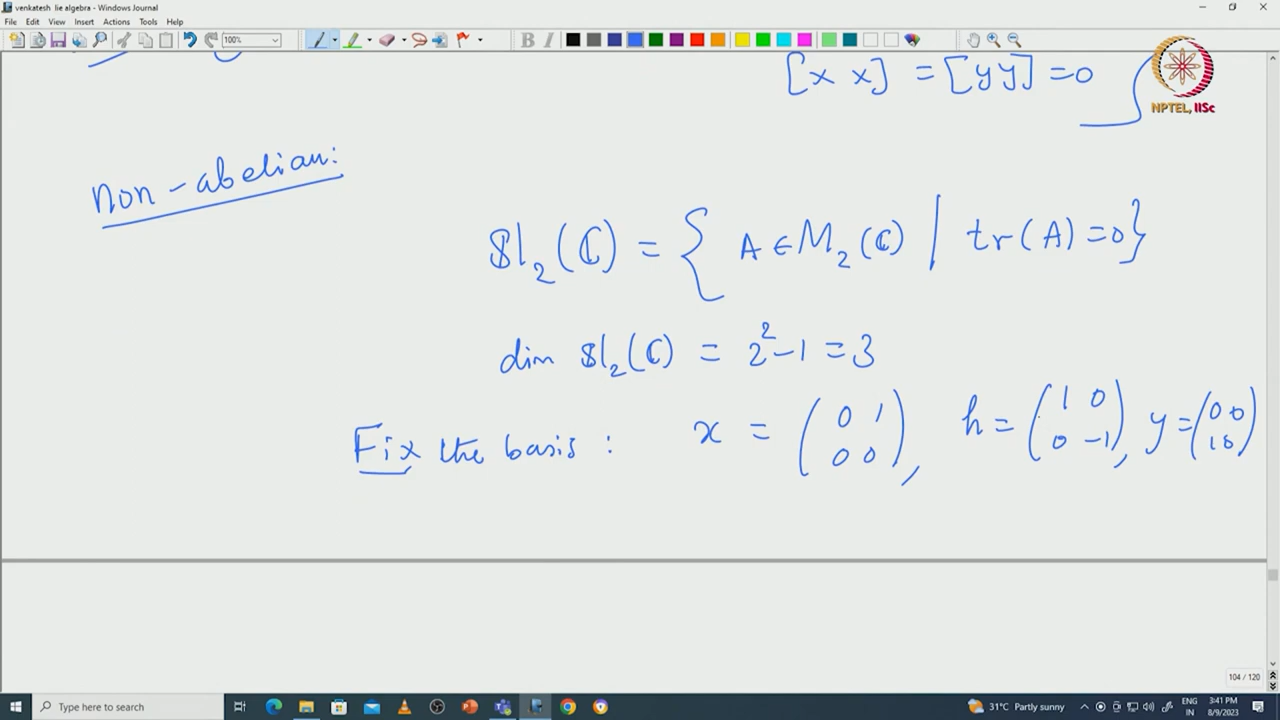 venkatesh lie algebra - Windows Journal
File Edit View Insert Actions Tools Help
100%
[x x] = [y y] = 0
NPTEL, IISc
Non-abelian:
sl₂(ℂ) = { A ∈ M₂(ℂ) | tr(A) = 0 }
dim sl₂(ℂ) = 2² - 1 = 3
Fix the basis : x = ( 0 1 0 0 ), h = ( 1 0 0 -1 ), y = ( 0 0 1 0 )
104 / 120
Type here to search
31°C Partly sunny
ENG IN
3:41 PM 8/9/2023